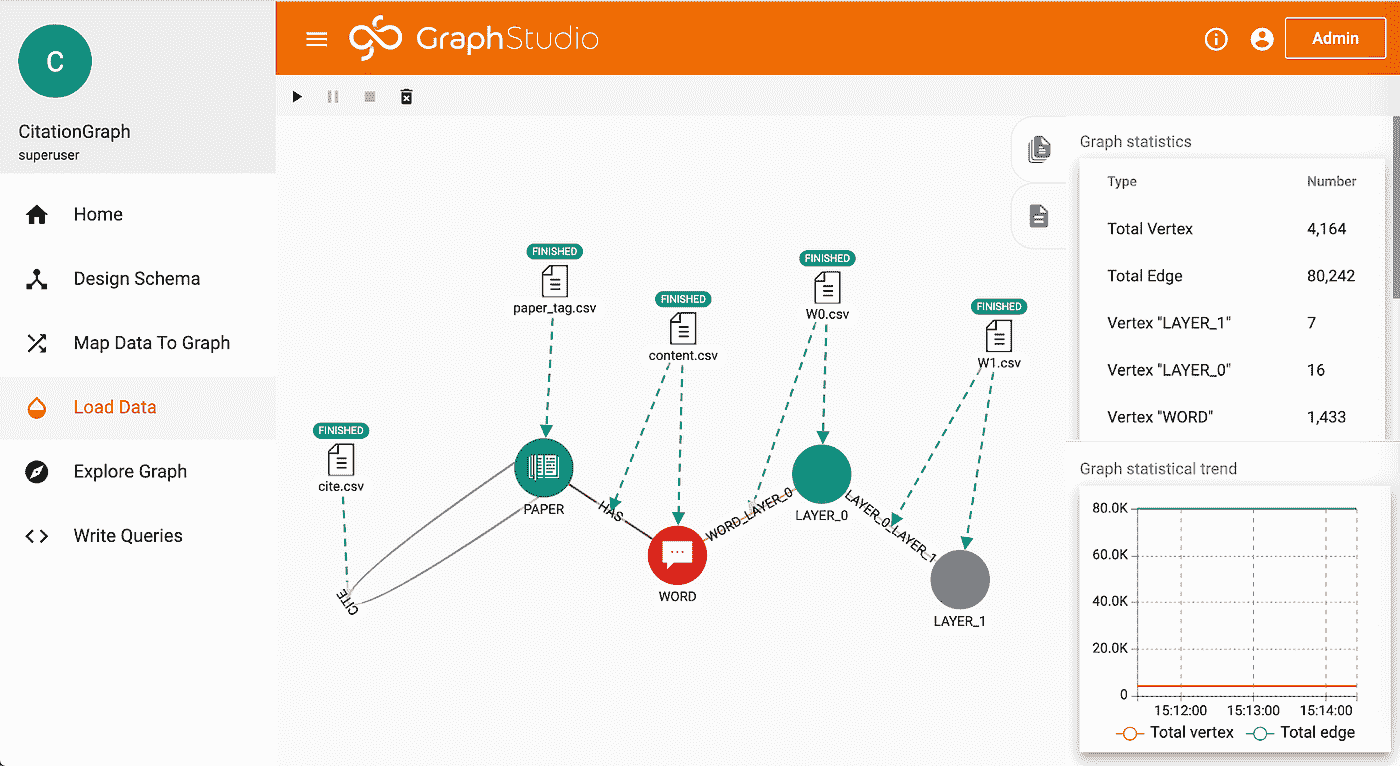 C
CitationGraph
superuser
Home
Design Schema
Map Data To Graph
Load Data
Explore Graph
Write Queries
GraphStudio
Admin
FINISHED
paper_tag.csv
FINISHED
content.csv
FINISHED
W0.csv
FINISHED
W1.csv
FINISHED
cite.csv
PAPER
HAS
WORD
WORD_LAYER_0
LAYER_0
LAYER_0_LAYER_1
LAYER_1
CITE
Graph statistics
Type Number
Total Vertex 4,164
Total Edge 80,242
Vertex "LAYER_1" 7
Vertex "LAYER_0" 16
Vertex "WORD" 1,433
Graph statistical trend
80.0K
60.0K
40.0K
20.0K
0
15:12:00 15:13:00 15:14:00
Total vertex Total edge